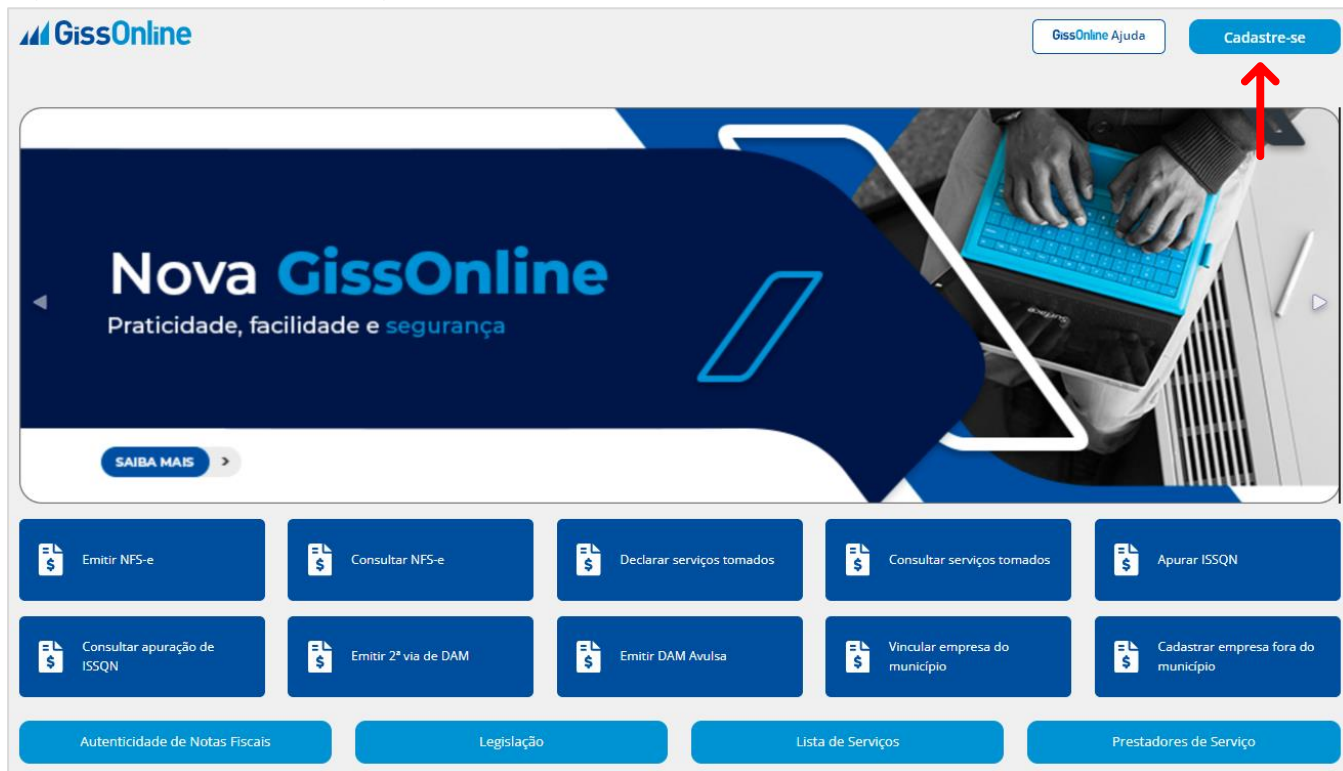 GissOnline
GissOnline Ajuda
Cadastre-se
Nova GissOnline
Praticidade, facilidade e segurança
SAIBA MAIS >
Surface
Emitir NFS-e
Consultar NFS-e
Declarar serviços tomados
Consultar serviços tomados
Apurar ISSQN
Consultar apuração de
ISSQN
Emitir 2ª via de DAM
Emitir DAM Avulsa
Vincular empresa do
município
Cadastrar empresa fora do
município
Autenticidade de Notas Fiscais
Legislação
Lista de Serviços
Prestadores de Serviço